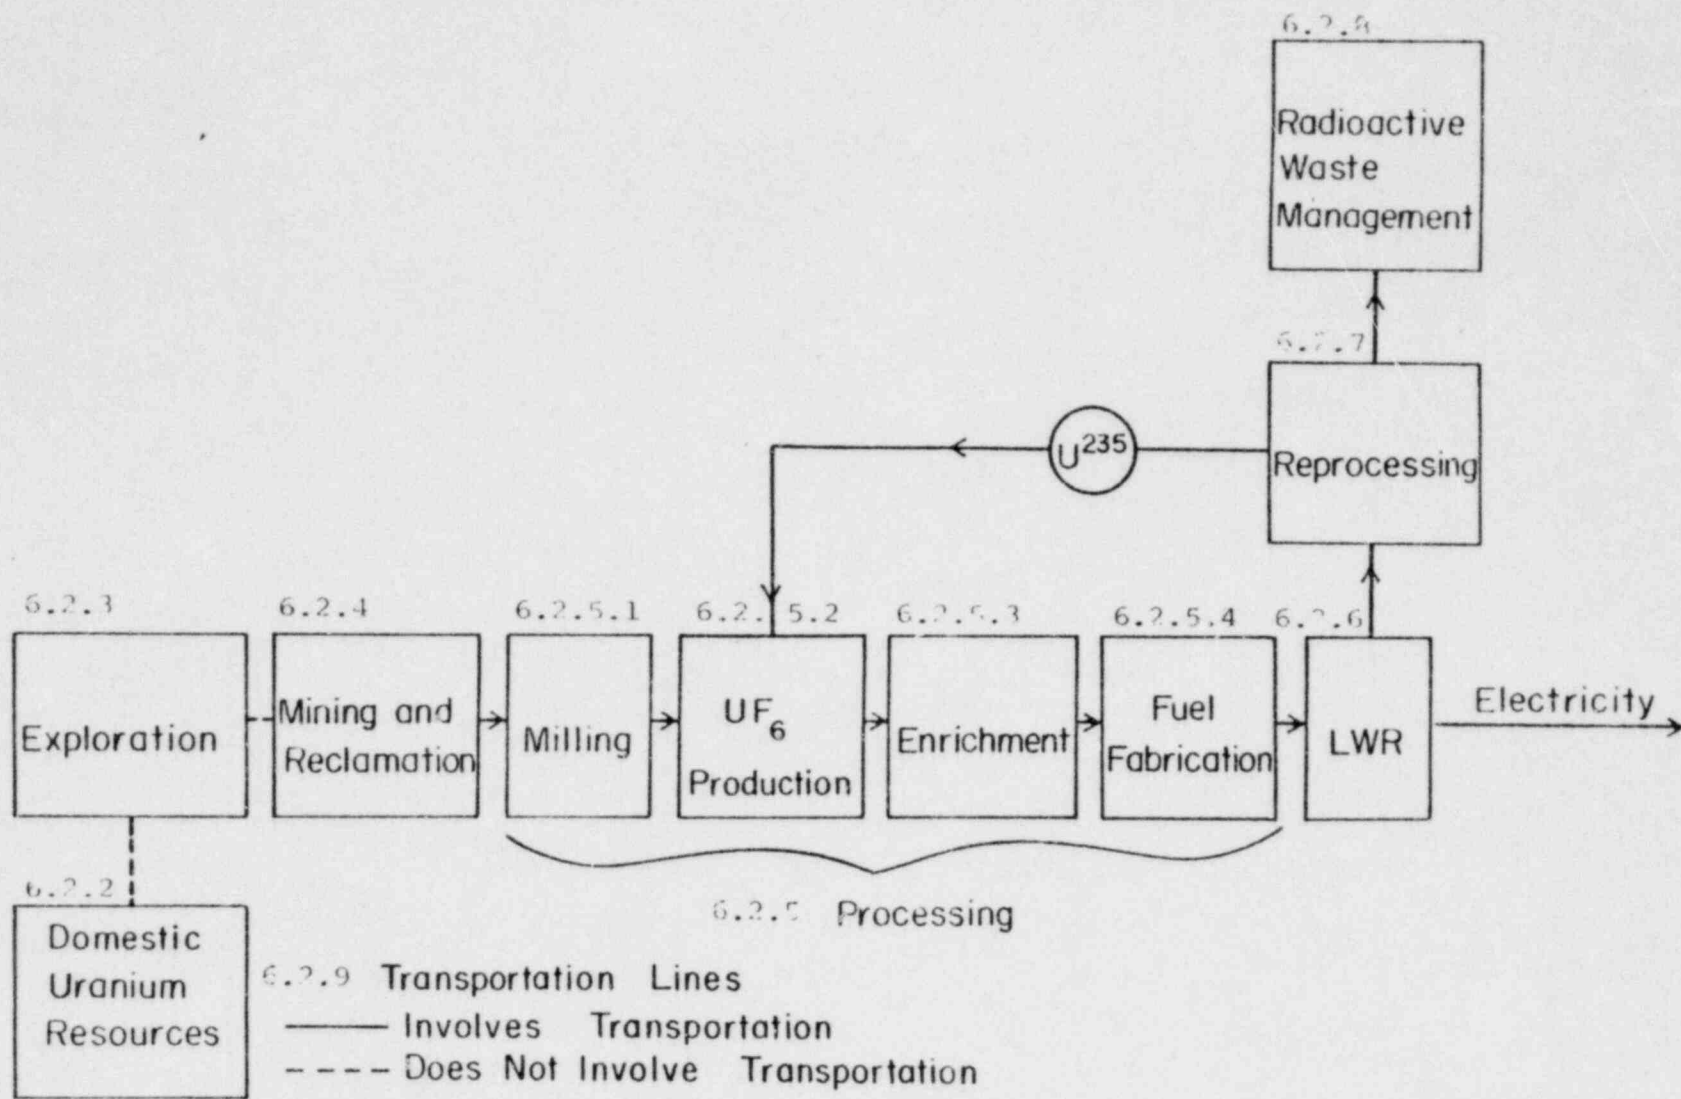 6.2.8
Radioactive
Waste
Management
6.2.7
Reprocessing
U²³⁵
6.2.3
Exploration
6.2.4
Mining and
Reclamation
6.2.5.1
Milling
6.2.5.2
UF₆
Production
6.2.5.3
Enrichment
6.2.5.4
Fuel
Fabrication
6.2.6
LWR
Electricity
6.2.5 Processing
6.2.2
Domestic
Uranium
Resources
6.2.9 Transportation Lines
Involves Transportation
Does Not Involve Transportation